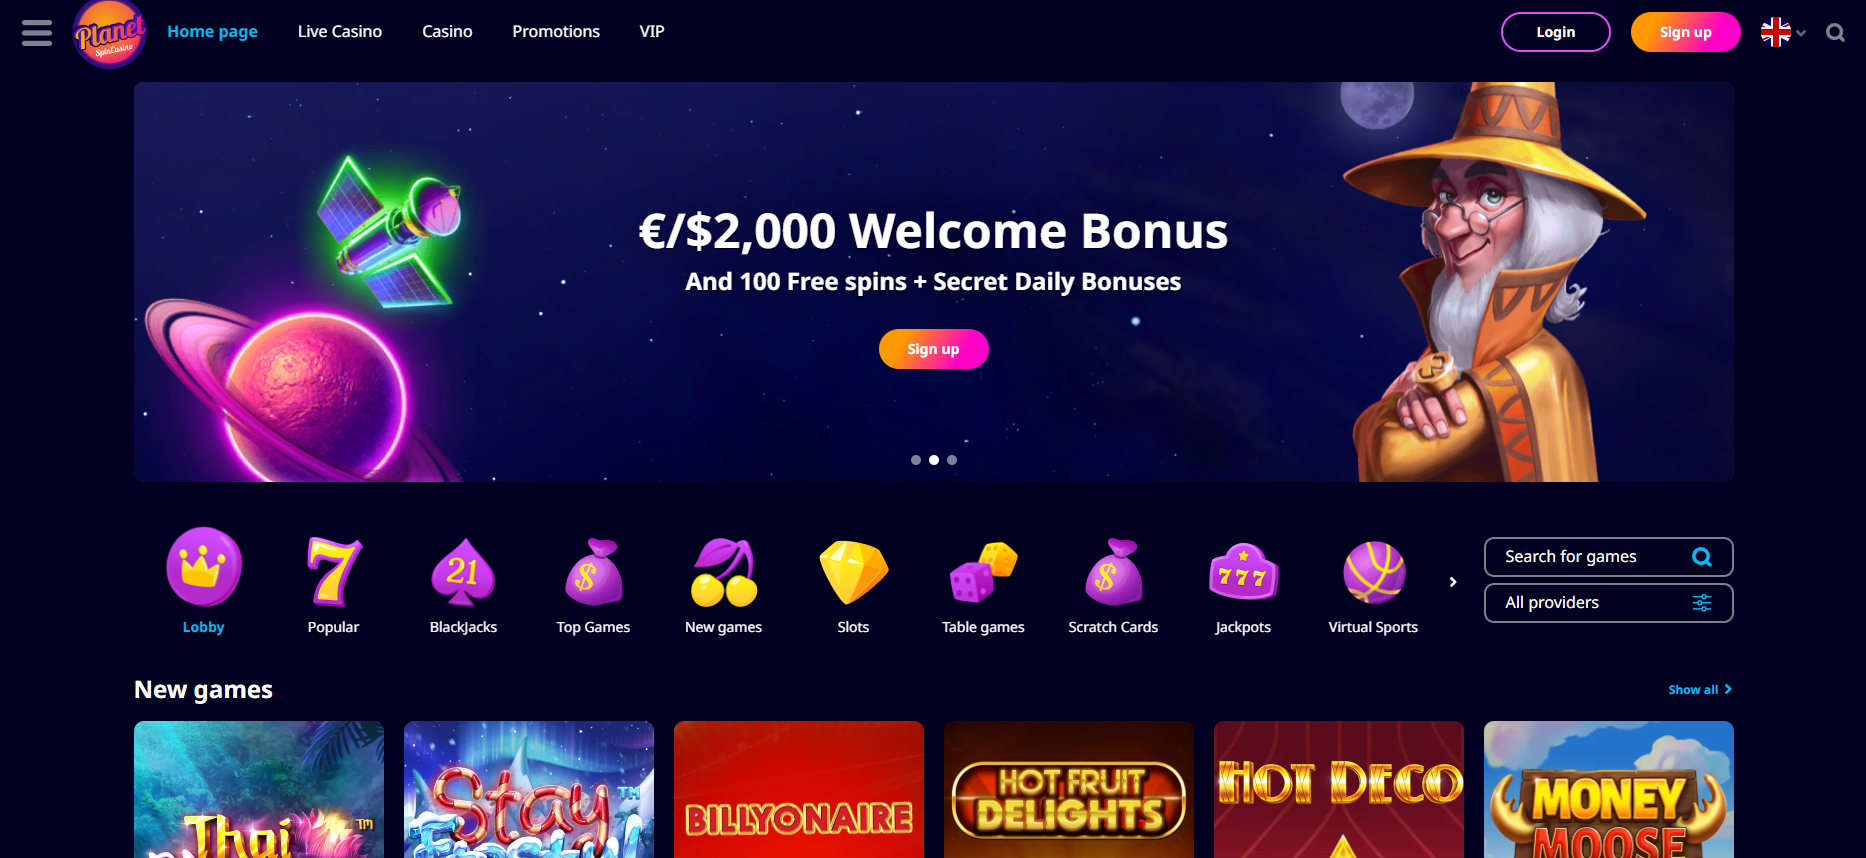 Planet
SpinCasino
Home page
Live Casino
Casino
Promotions
VIP
Login
Sign up
€/$2,000 Welcome Bonus
And 100 Free spins + Secret Daily Bonuses
Sign up
7
21
$
$
777
Lobby
Popular
BlackJacks
Top Games
New games
Slots
Table games
Scratch Cards
Jackpots
Virtual Sports
Search for games
All providers
New games
Show all
Thai ™
Stay ™
Frosty!
BILLYONAIRE
HOT FRUIT
DELIGHTS
HOT DECO
MONEY
MOOSE